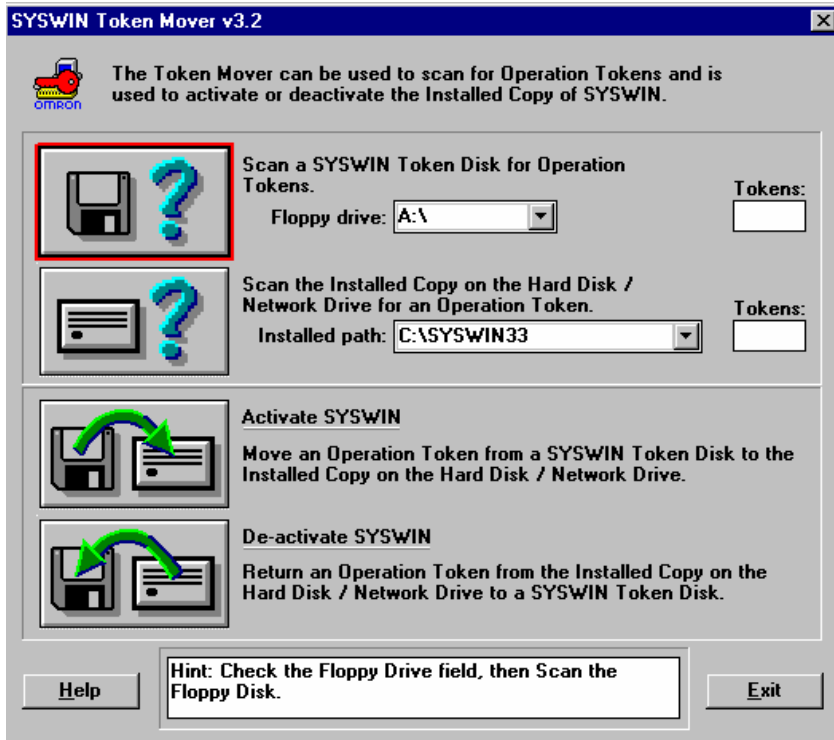 SYSWIN Token Mover v3.2
OMRON
The Token Mover can be used to scan for Operation Tokens and is
used to activate or deactivate the Installed Copy of SYSWIN.
Scan a SYSWIN Token Disk for Operation
Tokens.
Tokens:
Floppy drive: A:\
Scan the Installed Copy on the Hard Disk /
Network Drive for an Operation Token.
Tokens:
Installed path: C:\SYSWIN33
Activate SYSWIN
Move an Operation Token from a SYSWIN Token Disk to the
Installed Copy on the Hard Disk / Network Drive.
De-activate SYSWIN
Return an Operation Token from the Installed Copy on the
Hard Disk / Network Drive to a SYSWIN Token Disk.
Help
Hint: Check the Floppy Drive field, then Scan the
Floppy Disk.
Exit